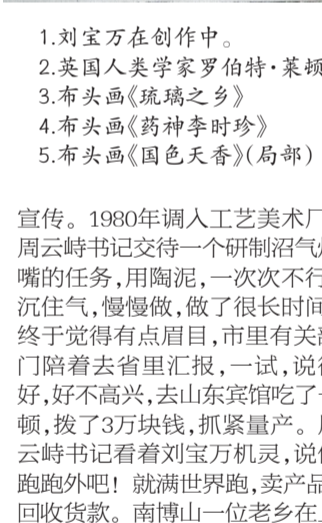 1.刘宝万在创作中。
2.英国人类学家罗伯特·莱顿
3.布头画《琉璃之乡》
4.布头画《药神李时珍》
5.布头画《国色天香》(局部)
宣传。1980年调入工艺美术厂
周云峙书记交待一个研制沼气
嘴的任务,用陶泥,一次次不行
沉住气,慢慢做,做了很长时间
终于觉得有点眉目,市里有关
门陪着去省里汇报,一试,说
好,好不高兴,去山东宾馆吃了
顿,拨了3万块钱,抓紧量产。
云峙书记看着刘宝万机灵,说
跑跑外吧!就满世界跑,卖产品
回收货款。南博山一位老乡在